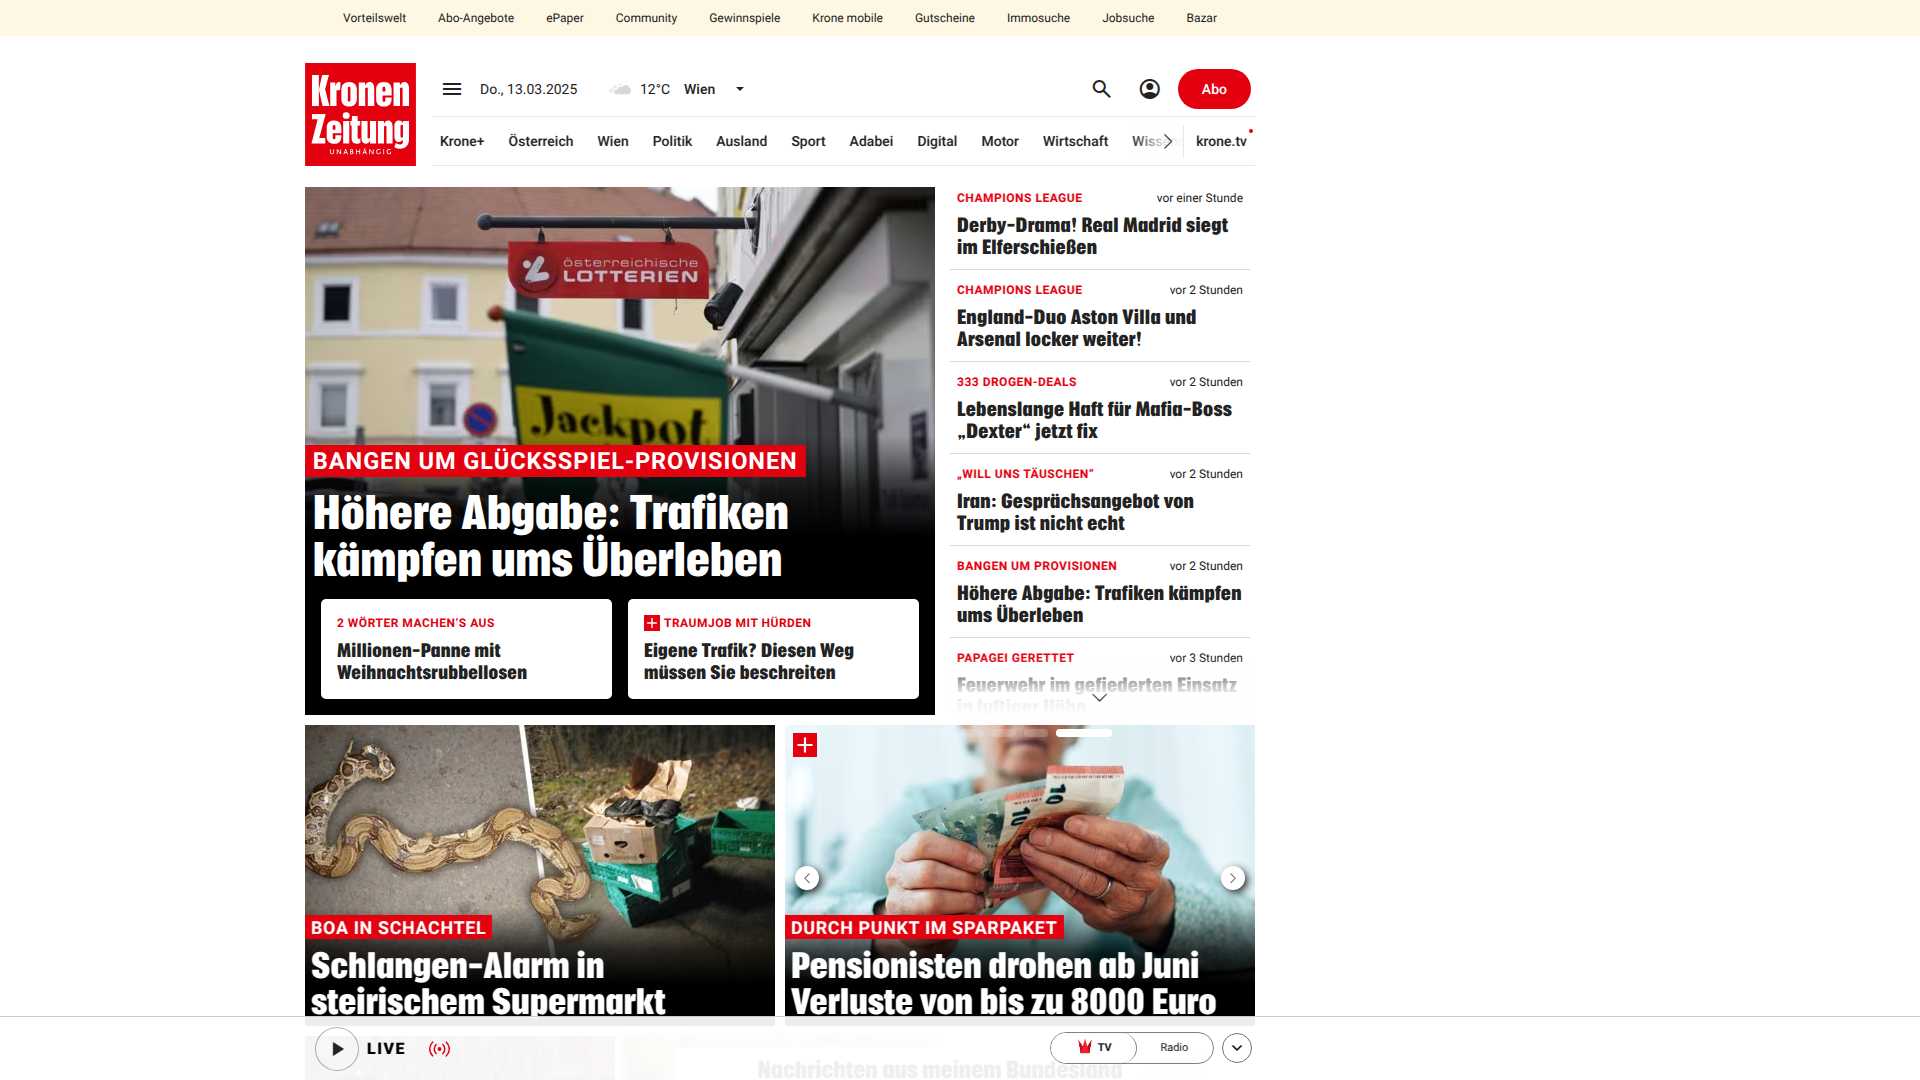 Vorteilswelt
Abo-Angebote
ePaper
Community
Gewinnspiele
Krone mobile
Gutscheine
Immosuche
Jobsuche
Bazar
Kronen
Zeitung
UNABHÄNGIG
Do., 13.03.2025
12°C
Wien
Abo
Krone+
Österreich
Wien
Politik
Ausland
Sport
Adabei
Digital
Motor
Wirtschaft
krone.tv
österreichische
LOTTERIEN
Jackpot
BANGEN UM GLÜCKSSPIEL-PROVISIONEN
Höhere Abgabe: Trafiken
kämpfen ums Überleben
2 WÖRTER MACHEN'S AUS
Millionen-Panne mit
Weihnachtsrubbellosen
TRAUMJOB MIT HÜRDEN
Eigene Trafik? Diesen Weg
müssen Sie beschreiten
CHAMPIONS LEAGUE
vor einer Stunde
Derby-Drama! Real Madrid siegt
im Elferschießen
CHAMPIONS LEAGUE
vor 2 Stunden
England-Duo Aston Villa und
Arsenal locker weiter!
333 DROGEN-DEALS
vor 2 Stunden
Lebenslange Haft für Mafia-Boss
„Dexter“ jetzt fix
„WILL UNS TÄUSCHEN“
vor 2 Stunden
Iran: Gesprächsangebot von
Trump ist nicht echt
BANGEN UM PROVISIONEN
vor 2 Stunden
Höhere Abgabe: Trafiken kämpfen
ums Überleben
PAPAGEI GERETTET
vor 3 Stunden
Feuerwehr im gefiederten Einsatz
in luftiger Höhe
BOA IN SCHACHTEL
Schlangen-Alarm in
steirischem Supermarkt
10
10
DURCH PUNKT IM SPARPAKET
Pensionisten drohen ab Juni
Verluste von bis zu 8000 Euro
LIVE
TV
Radio
Nachrichten aus meinem Bundesland